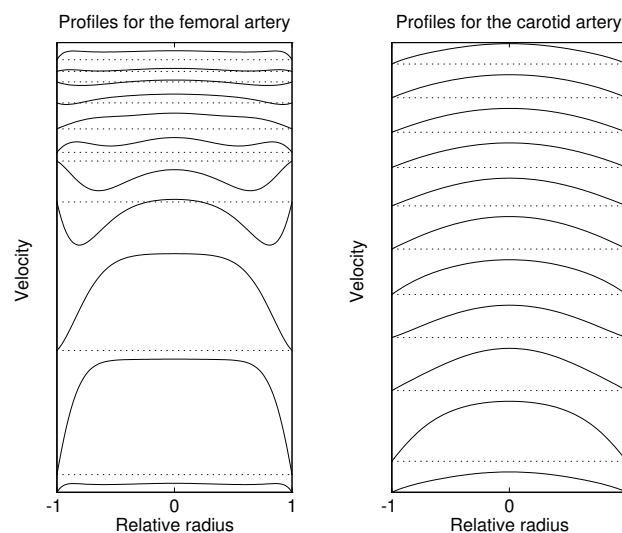 Profiles for the femoral artery
Velocity
-1 0 1
Relative radius
Profiles for the carotid artery
Velocity
-1 0
Relative radius